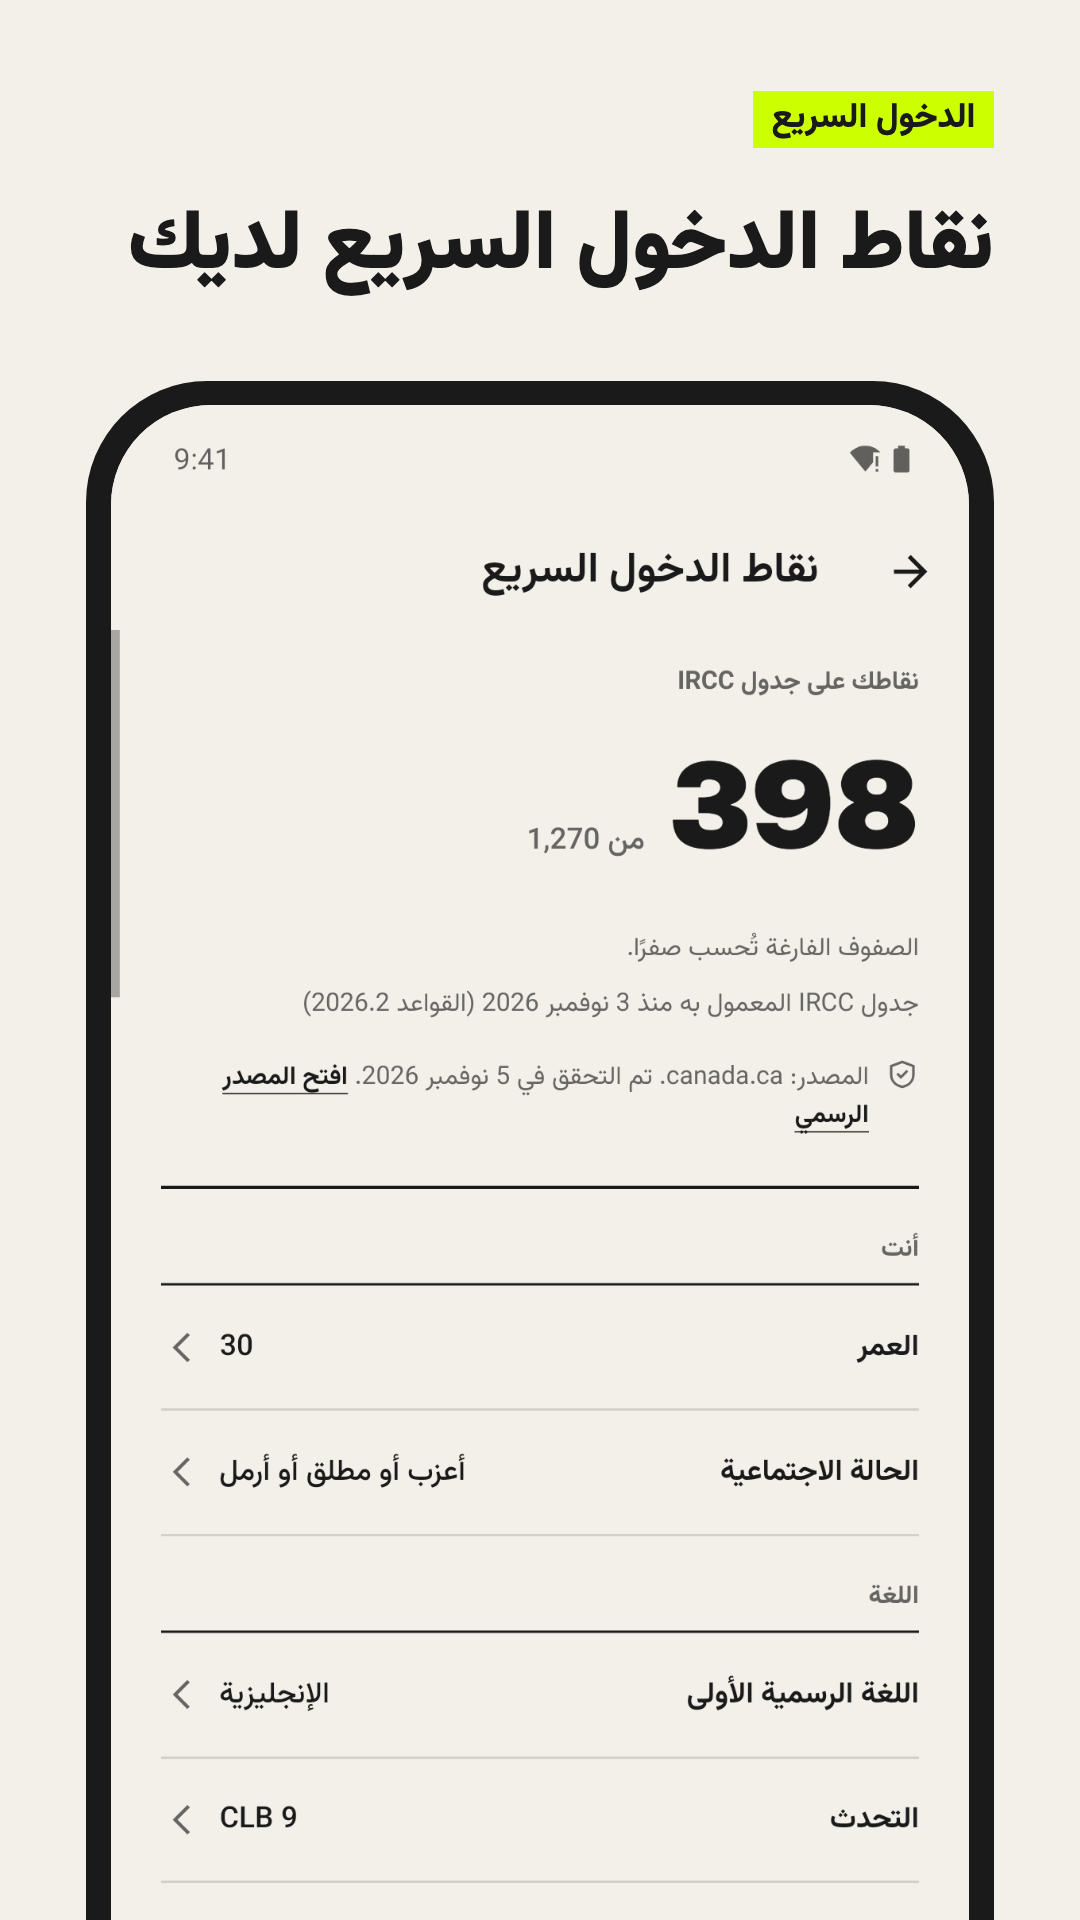 الدخول السريع
نقاط الدخول السريع لديك
9:41
نقاط الدخول السريع
نقاطك على جدول IRCC
398 من 1,270
الصفوف الفارغة تُحسب صفرًا.
جدول IRCC المعمول به منذ 3 نوفمبر 2026 (القواعد 2026.2)
المصدر: canada.ca. تم التحقق في 5 نوفمبر 2026. افتح المصدر
الرسمي
أنت
العمر 30
الحالة الاجتماعية أعزب أو مطلق أو أرمل
اللغة
اللغة الرسمية الأولى الإنجليزية
التحدث CLB 9